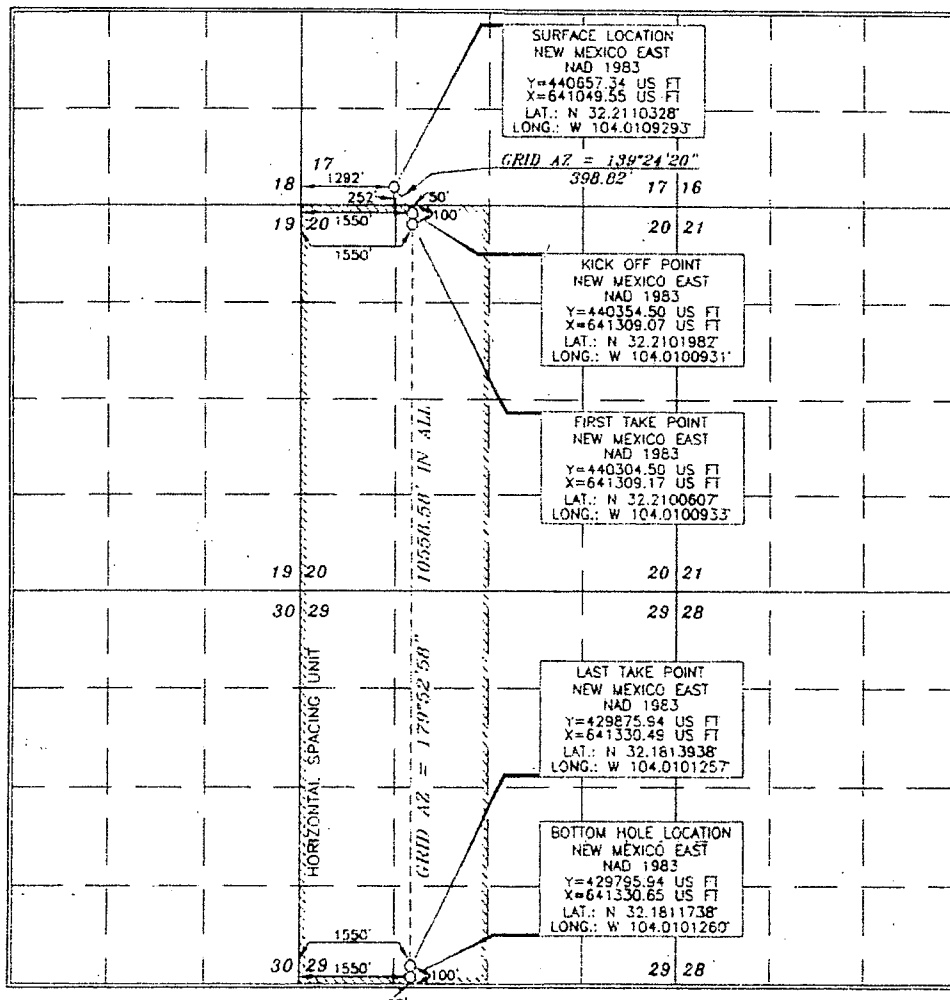 SURFACE LOCATION
NEW MEXICO EAST
NAD 1983
Y=440657.34 US FT
X=641049.55 US FT
LAT.: N 32.2110328°
LONG.: W 104.0109293°
GRID AZ = 139°24'20"
398.82'
17
18
1292'
252'
50'
17 16
1550'
100'
19 20
20 21
1550'
KICK OFF POINT
NEW MEXICO EAST
NAD 1983
Y=440354.50 US FT
X=641309.07 US FT
LAT.: N 32.2101982°
LONG.: W 104.0100931°
FIRST TAKE POINT
NEW MEXICO EAST
NAD 1983
Y=440304.50 US FT
X=641309.17 US FT
LAT.: N 32.2100607°
LONG.: W 104.0100933°
10558.58' IN ALL
19 20
20 21
30 29
29 28
HORIZONTAL SPACING UNIT
GRID AZ = 179°52'58"
LAST TAKE POINT
NEW MEXICO EAST
NAD 1983
Y=429875.94 US FT
X=641330.49 US FT
LAT.: N 32.1813938°
LONG.: W 104.0101257°
BOTTOM HOLE LOCATION
NEW MEXICO EAST
NAD 1983
Y=429795.94 US FT
X=641330.65 US FT
LAT.: N 32.1811738°
LONG.: W 104.0101260°
1550'
30 29
1550'
100'
29 28